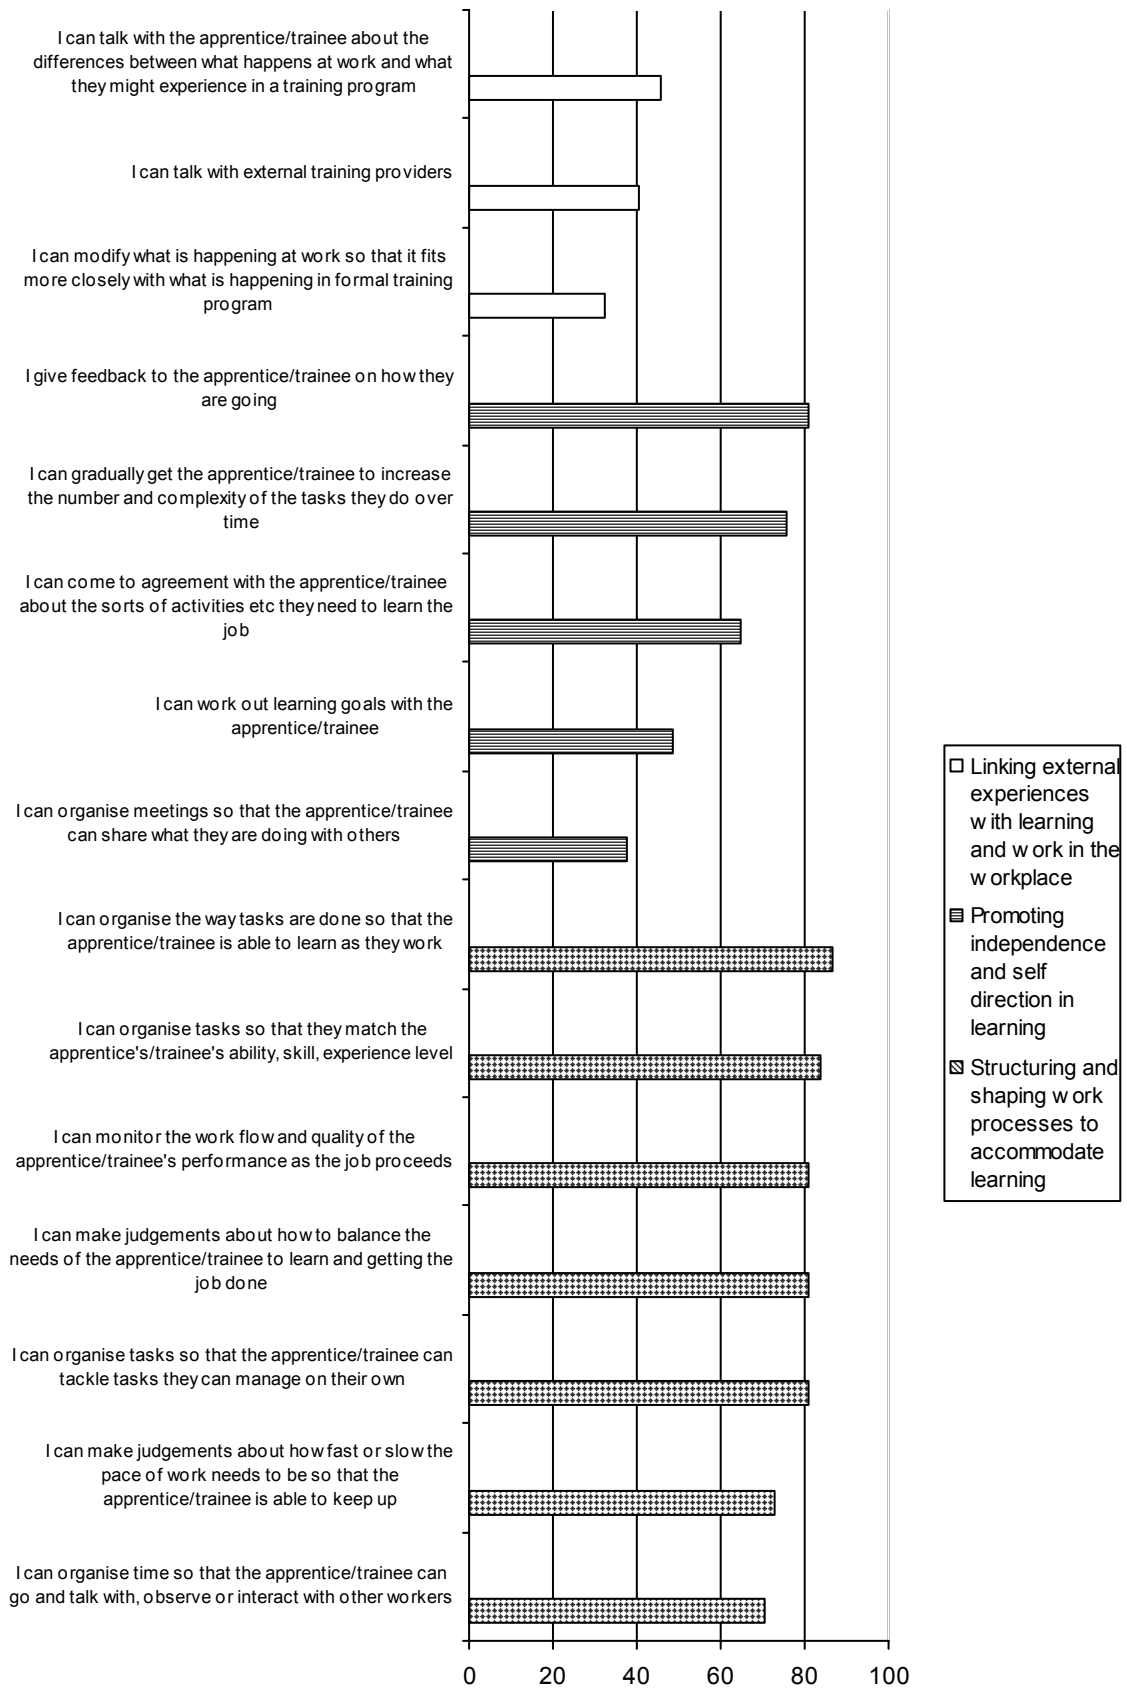 I can talk with the apprentice/trainee about the
differences between what happens at work and what
they might experience in a training program
I can talk with external training providers
I can modify what is happening at work so that it fits
more closely with what is happening in formal training
program
I give feedback to the apprentice/trainee on how they
are going
I can gradually get the apprentice/trainee to increase
the number and complexity of the tasks they do over
time
I can come to agreement with the apprentice/trainee
about the sorts of activities etc they need to learn the
job
I can work out learning goals with the
apprentice/trainee
I can organise meetings so that the apprentice/trainee
can share what they are doing with others
I can organise the way tasks are done so that the
apprentice/trainee is able to learn as they work
I can organise tasks so that they match the
apprentice's/trainee's ability, skill, experience level
I can monitor the work flow and quality of the
apprentice/trainee's performance as the job proceeds
I can make judgements about how to balance the
needs of the apprentice/trainee to learn and getting the
job done
I can organise tasks so that the apprentice/trainee can
tackle tasks they can manage on their own
I can make judgements about how fast or slow the
pace of work needs to be so that the
apprentice/trainee is able to keep up
I can organise time so that the apprentice/trainee can
go and talk with, observe or interact with other workers
0 20 40 60 80 100
Linking external
experiences
with learning
and work in the
workplace
Promoting
independence
and self
direction in
learning
Structuring and
shaping work
processes to
accommodate
learning